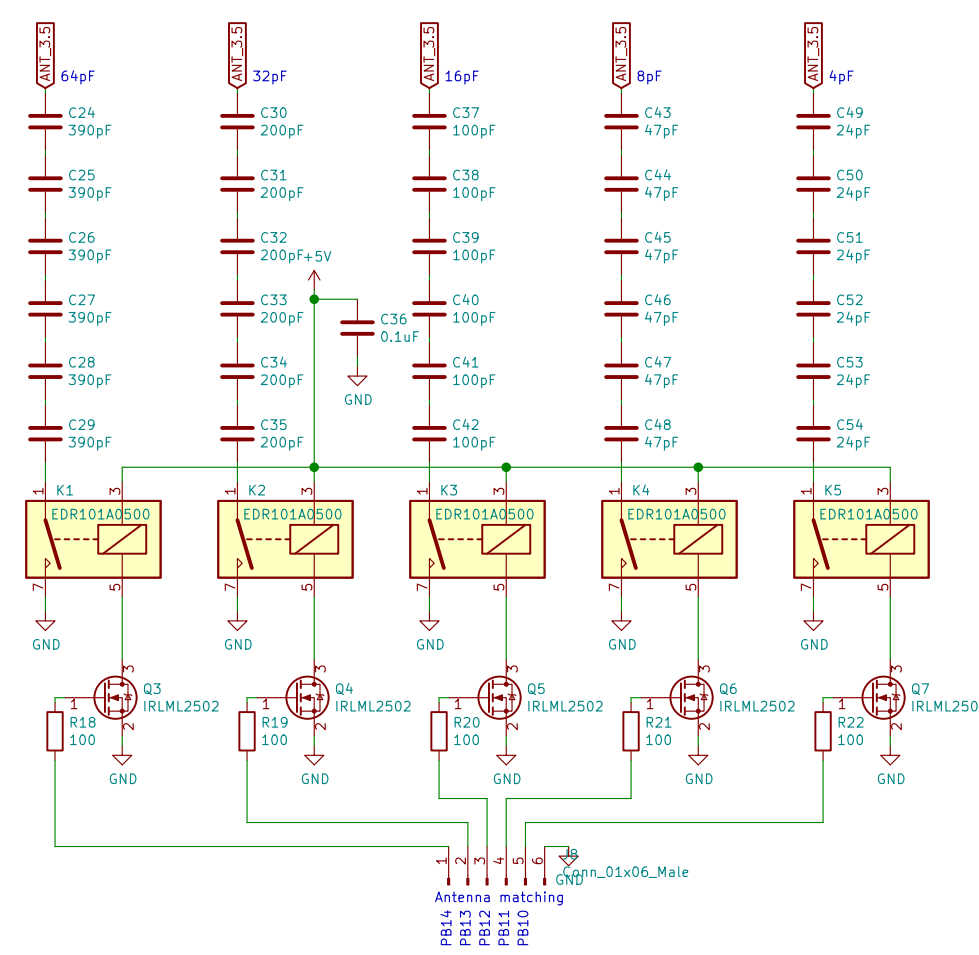 ANT_3.5
ANT_3.5
ANT_3.5
ANT_3.5
ANT_3.5
64pF
32pF
16pF
8pF
4pF
C24
390pF
C30
200pF
C37
100pF
C43
47pF
C49
24pF
C25
390pF
C31
200pF
C38
100pF
C44
47pF
C50
24pF
C26
390pF
C32
200pF
+5V
C39
100pF
C45
47pF
C51
24pF
C27
390pF
C33
200pF
C36
0.1uF
GND
C40
100pF
C46
47pF
C52
24pF
C28
390pF
C34
200pF
C41
100pF
C47
47pF
C53
24pF
C29
390pF
C35
200pF
C42
100pF
C48
47pF
C54
24pF
1
K1
3
EDR101A0500
7
5
GND
1
K2
3
EDR101A0500
7
5
GND
1
K3
3
EDR101A0500
7
5
GND
1
K4
3
EDR101A0500
7
5
GND
1
K5
3
EDR101A0500
7
5
GND
3
Q3
IRLML2502
1
2
R18
100
GND
3
Q4
IRLML2502
1
2
R19
100
GND
3
Q5
IRLML2502
1
2
R20
100
GND
3
Q6
IRLML2502
1
2
R21
100
GND
3
Q7
IRLML250
1
2
R22
100
GND
1
2
3
4
5
6
J8
Conn_01x06_Male
GND
Antenna matching
PB14
PB13
PB12
PB11
PB10